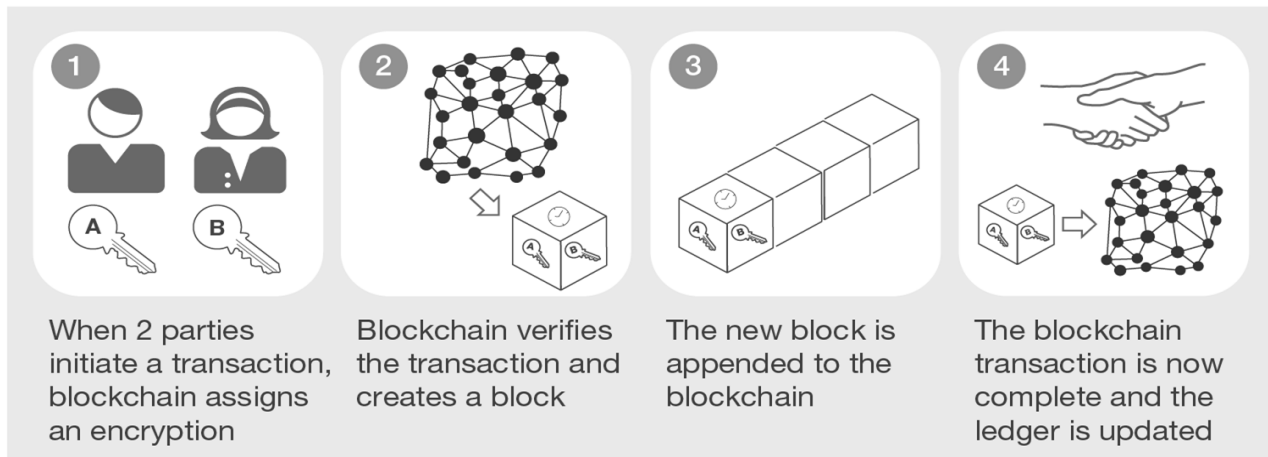 1
A
B
When 2 parties
initiate a transaction,
blockchain assigns
an encryption
2
A
B
Blockchain verifies
the transaction and
creates a block
3
A
B
The new block is
appended to the
blockchain
4
A
B
The blockchain
transaction is now
complete and the
ledger is updated